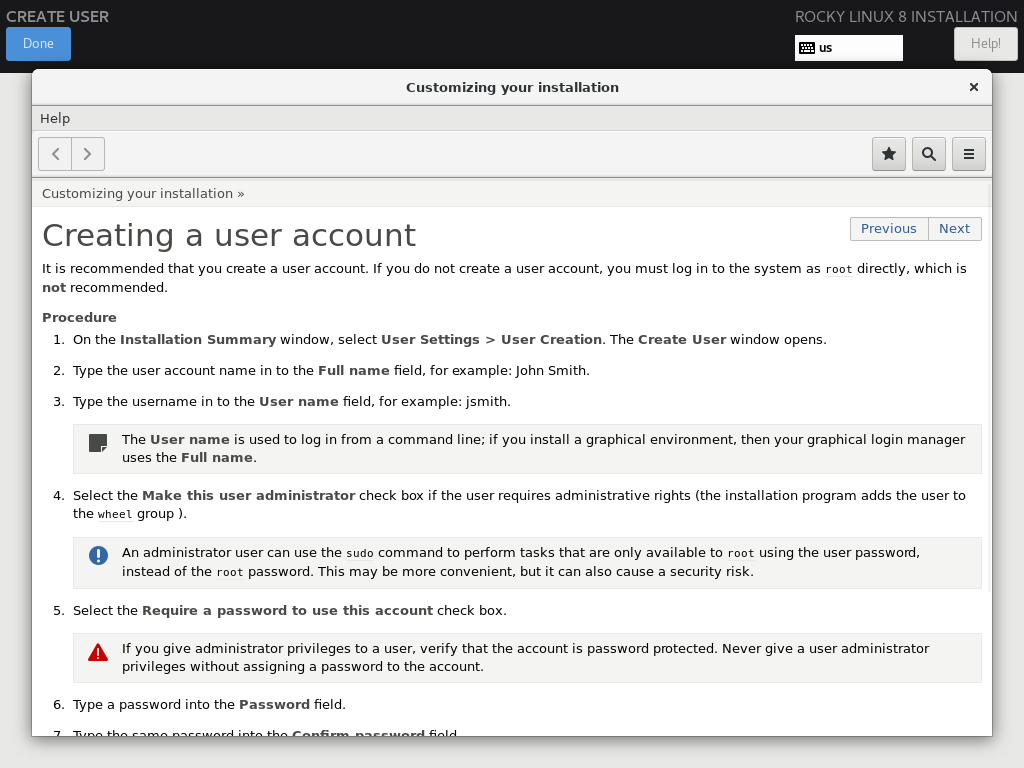 CREATE USER
ROCKY LINUX 8 INSTALLATION
Done
us
Help!
Customizing your installation
Help
Customizing your installation »
Creating a user account
Previous
Next
It is recommended that you create a user account. If you do not create a user account, you must log in to the system as root directly, which is
not recommended.
Procedure
1. On the Installation Summary window, select User Settings > User Creation. The Create User window opens.
2. Type the user account name in to the Full name field, for example: John Smith.
3. Type the username in to the User name field, for example: jsmith.
The User name is used to log in from a command line; if you install a graphical environment, then your graphical login manager
uses the Full name.
4. Select the Make this user administrator check box if the user requires administrative rights (the installation program adds the user to
the wheel group ).
An administrator user can use the sudo command to perform tasks that are only available to root using the user password,
instead of the root password. This may be more convenient, but it can also cause a security risk.
5. Select the Require a password to use this account check box.
If you give administrator privileges to a user, verify that the account is password protected. Never give a user administrator
privileges without assigning a password to the account.
6. Type a password into the Password field.
7. Type the same password into the Confirm password field.